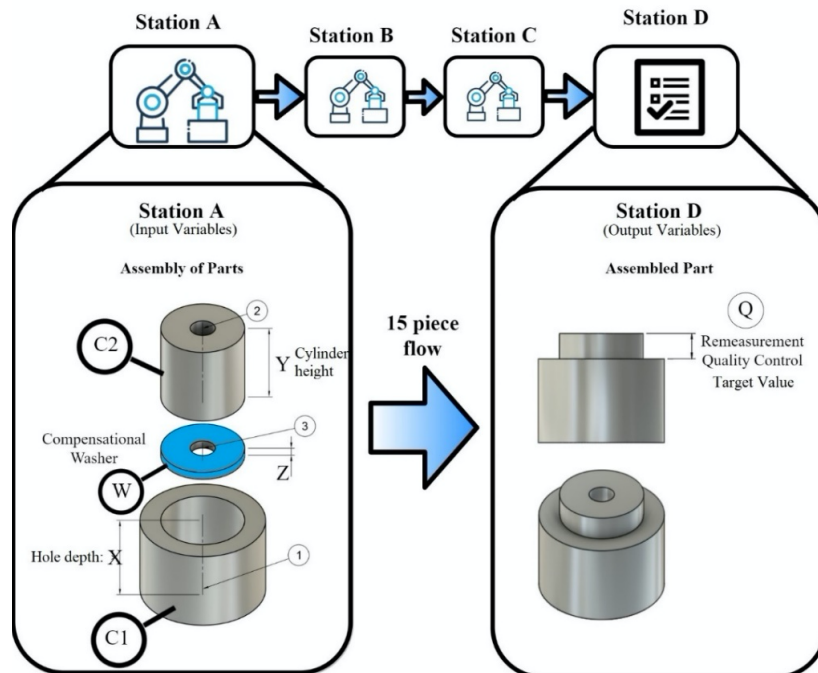 Station A
Station B
Station C
Station D
Station A
(Input Variables)
Assembly of Parts
2
C2
Y Cylinder
height
Compensational
Washer
3
W
Z
Hole depth: X
1
C1
15 piece
flow
Station D
(Output Variables)
Assembled Part
Q
Remeasurement
Quality Control
Target Value